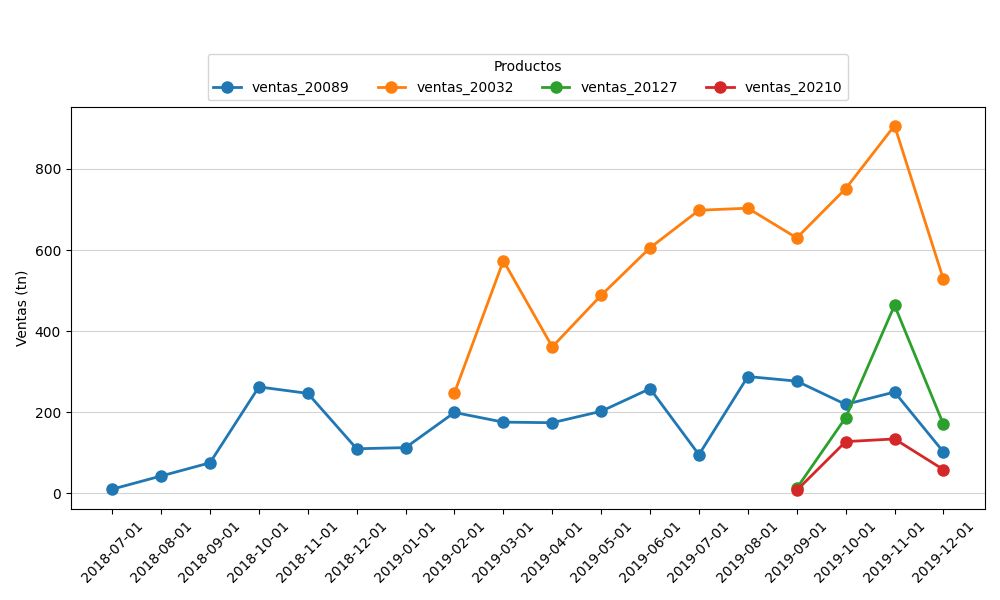 Productos
ventas_20089 ventas_20032 ventas_20127 ventas_20210
Ventas (tn)
800
600
400
200
0
2018-07-01 2018-08-01 2018-09-01 2018-10-01 2018-11-01 2018-12-01 2019-01-01 2019-02-01 2019-03-01 2019-04-01 2019-05-01 2019-06-01 2019-07-01 2019-08-01 2019-09-01 2019-10-01 2019-11-01 2019-12-01